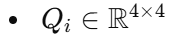 • Q_i ∈ ℝ^{4×4}